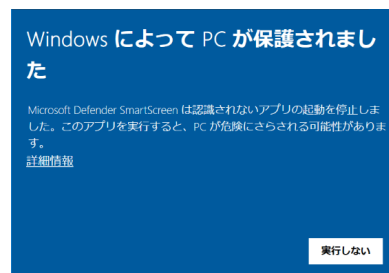 Windows によって PC が保護されまし
た
Microsoft Defender SmartScreen は認識されないアプリの起動を停止しま
した。このアプリを実行すると、PC が危険にさらされる可能性がありま
す。
詳細情報
実行しない